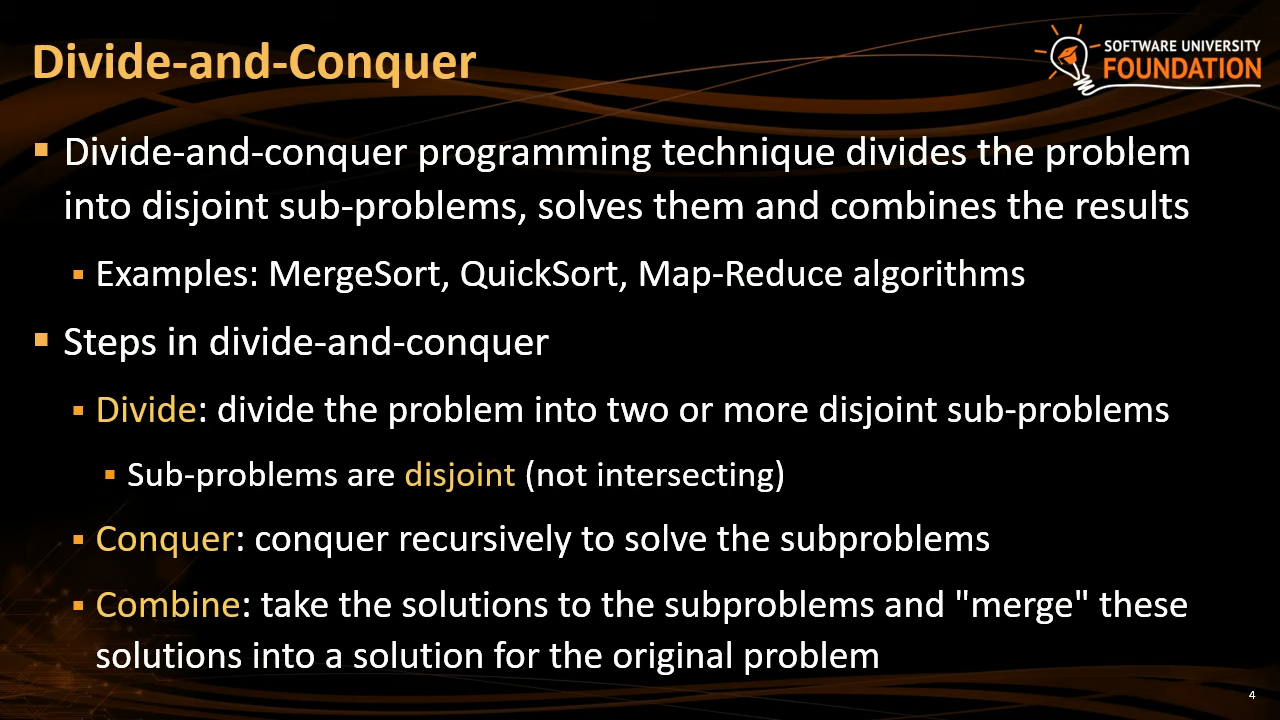 Divide-and-Conquer
SOFTWARE UNIVERSITY
FOUNDATION
▪ Divide-and-conquer programming technique divides the problem
into disjoint sub-problems, solves them and combines the results
▪ Examples: MergeSort, QuickSort, Map-Reduce algorithms
▪ Steps in divide-and-conquer
▪ Divide: divide the problem into two or more disjoint sub-problems
▪ Sub-problems are disjoint (not intersecting)
▪ Conquer: conquer recursively to solve the subproblems
▪ Combine: take the solutions to the subproblems and "merge" these
solutions into a solution for the original problem
4